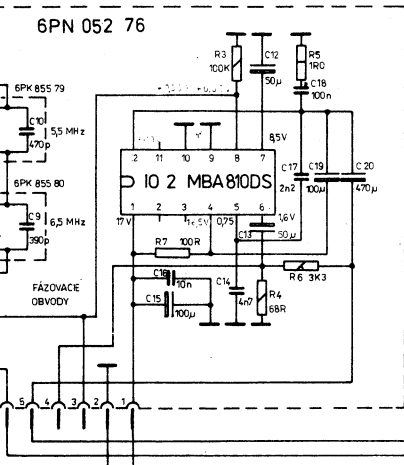 6PN 052 76
R3
100K
C12
50µ
R5
1R0
C18
100n
6PK 855 79
C10
470p
5,5 MHz
8,5V
12 11 10 9 8 7
C17
2n2
C19
100µ
C20
470µ
IO 2 MBA810DS
6PK 855 80
C9
390p
6,5 MHz
1 2 3 4 5 6
17V
0,75
1,6V
C13
50µ
R7 100R
R6 3K3
FÁZOVACIE
OBVODY
C16
10n
C15
100µ
C14
4n7
R4
68R
5 4 3 2 1